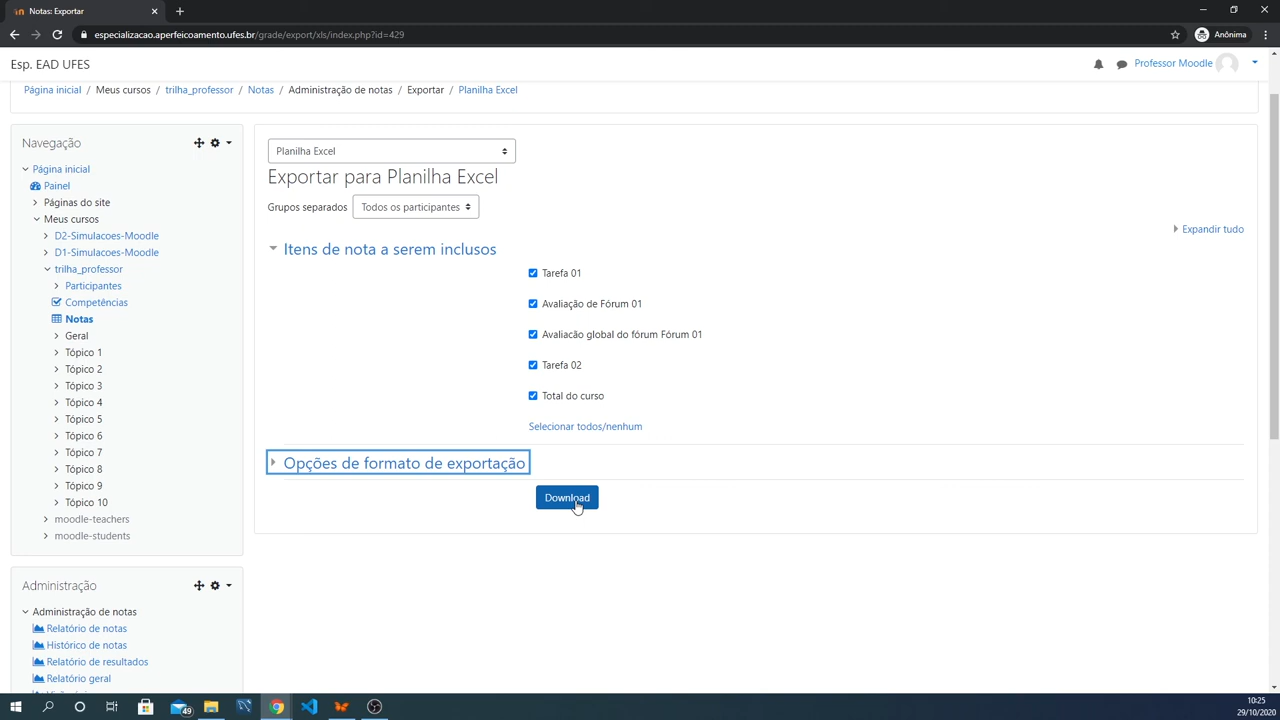 Notas: Exportar
especializacao.aperfeicoamento.ufes.br/grade/export/xls/index.php?id=429
Anônima
Esp. EAD UFES
Professor Moodle
Página inicial / Meus cursos / trilha_professor / Notas / Administração de notas / Exportar / Planilha Excel
Navegação
Página inicial
Painel
Páginas do site
Meus cursos
D2-Simulacoes-Moodle
D1-Simulacoes-Moodle
trilha_professor
Participantes
Competências
Notas
Geral
Tópico 1
Tópico 2
Tópico 3
Tópico 4
Tópico 5
Tópico 6
Tópico 7
Tópico 8
Tópico 9
Tópico 10
moodle-teachers
moodle-students
Administração
Administração de notas
Relatório de notas
Histórico de notas
Relatório de resultados
Relatório geral
Planilha Excel
Exportar para Planilha Excel
Grupos separados Todos os participantes
Expandir tudo
Itens de nota a serem inclusos
Tarefa 01
Avaliação de Fórum 01
Avaliacão global do fórum Fórum 01
Tarefa 02
Total do curso
Selecionar todos/nenhum
Opções de formato de exportação
Download
49
10:25
29/10/2020